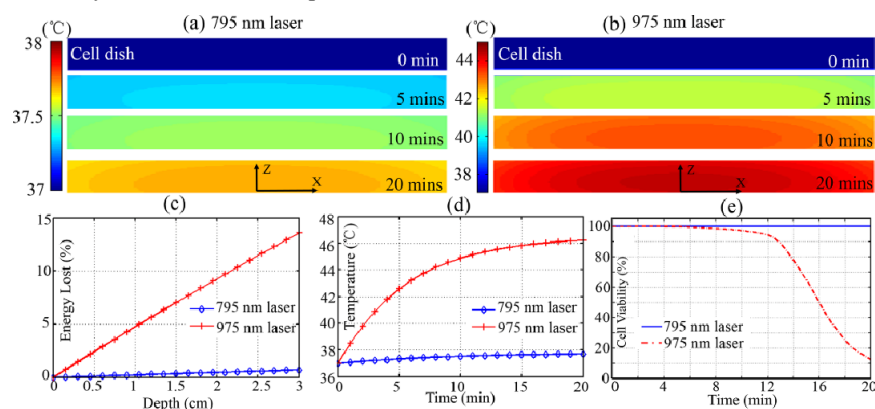 (a) 795 nm laser
(℃)
38
37.5
37
Cell dish
0 min
5 mins
10 mins
20 mins
Z
X
(b) 975 nm laser
(℃)
44
42
40
38
Cell dish
0 min
5 mins
10 mins
20 mins
(c)
15
10
5
0
Energy Lost (%)
795 nm laser
975 nm laser
0 0.5 1 1.5 2 2.5 3
Depth (cm)
(d)
48
46
44
42
40
38
36
Temperature (℃)
795 nm laser
975 nm laser
0 5 10 15 20
Time (min)
(e)
100
80
60
40
20
0
Cell Viability (%)
795 nm laser
975 nm laser
0 4 8 12 16 20
Time (min)